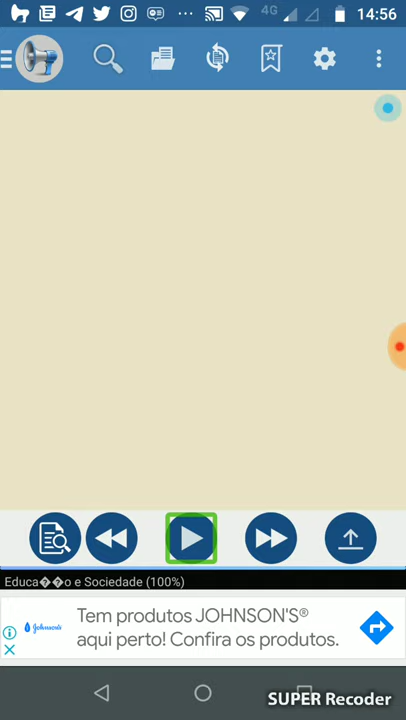 4G
14:56
Educa��o e Sociedade (100%)
Tem produtos JOHNSON'S®
aqui perto! Confira os produtos.
Johnson's
SUPER Recoder